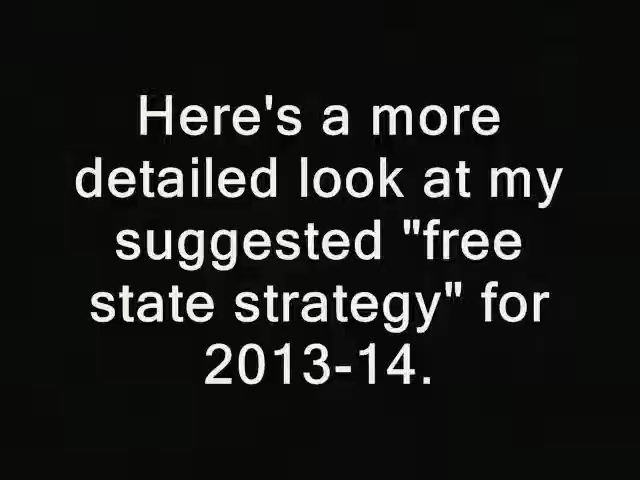 Here's a more
detailed look at my
suggested "free
state strategy" for
2013-14.